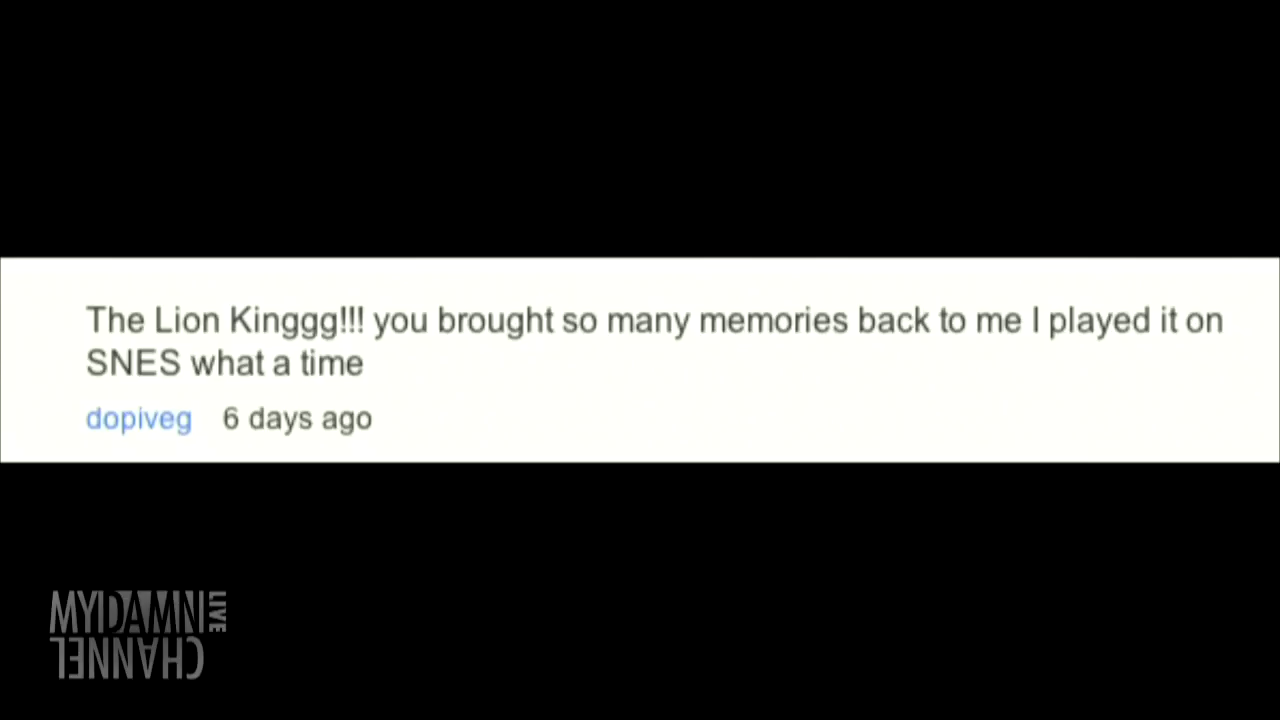 The Lion Kinggg!!! you brought so many memories back to me I played it on
SNES what a time
dopiveg 6 days ago
MYDAMN LIVE
CHANNEL